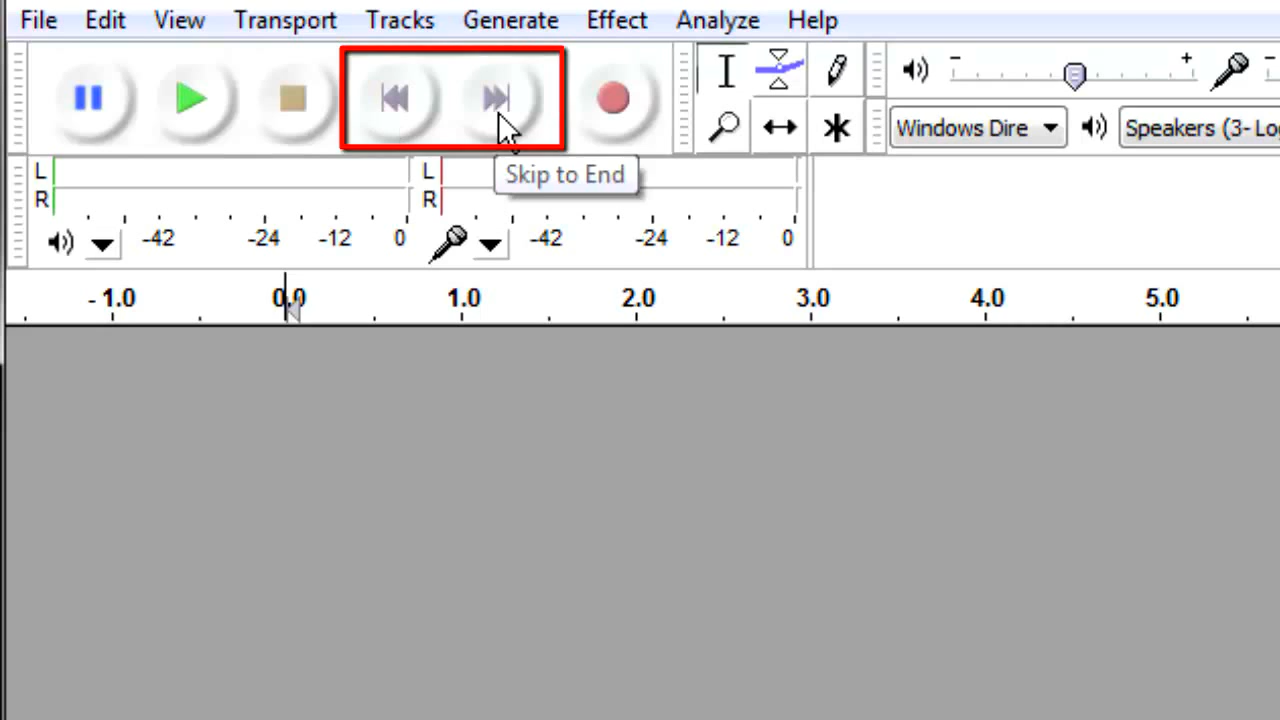 File Edit View Transport Tracks Generate Effect Analyze Help
- +
-
Windows Dire
Speakers (3- Lo
L
R
L
R
Skip to End
-42 -24 -12 0
-42 -24 -12 0
- 1.0 0.0 1.0 2.0 3.0 4.0 5.0